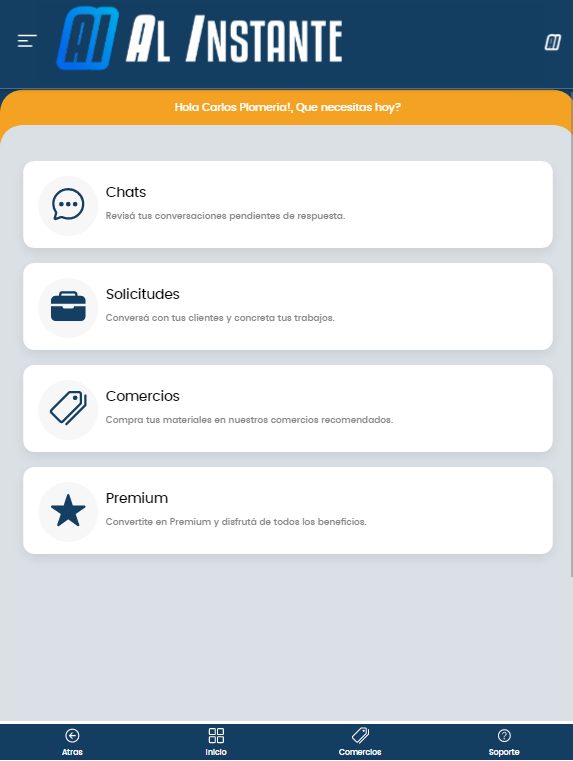 AI AL INSTANTE
Hola Carlos Plomeria!, Que necesitas hoy?
Chats
Revisá tus conversaciones pendientes de respuesta.
Solicitudes
Conversá con tus clientes y concreta tus trabajos.
Comercios
Compra tus materiales en nuestros comercios recomendados.
Premium
Convertite en Premium y disfrutá de todos los beneficios.
Atras Inicio Comercios Soporte